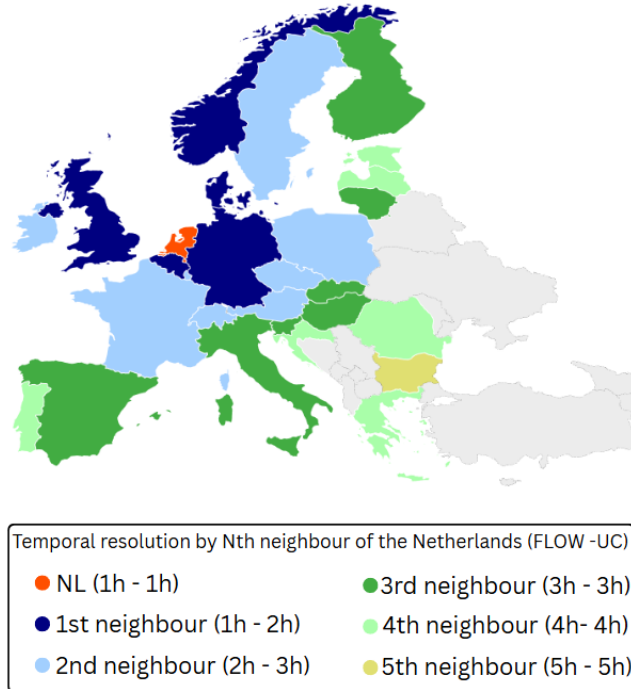 Temporal resolution by Nth neighbour of the Netherlands (FLOW -UC)
NL (1h - 1h)
1st neighbour (1h - 2h)
2nd neighbour (2h - 3h)
3rd neighbour (3h - 3h)
4th neighbour (4h- 4h)
5th neighbour (5h - 5h)